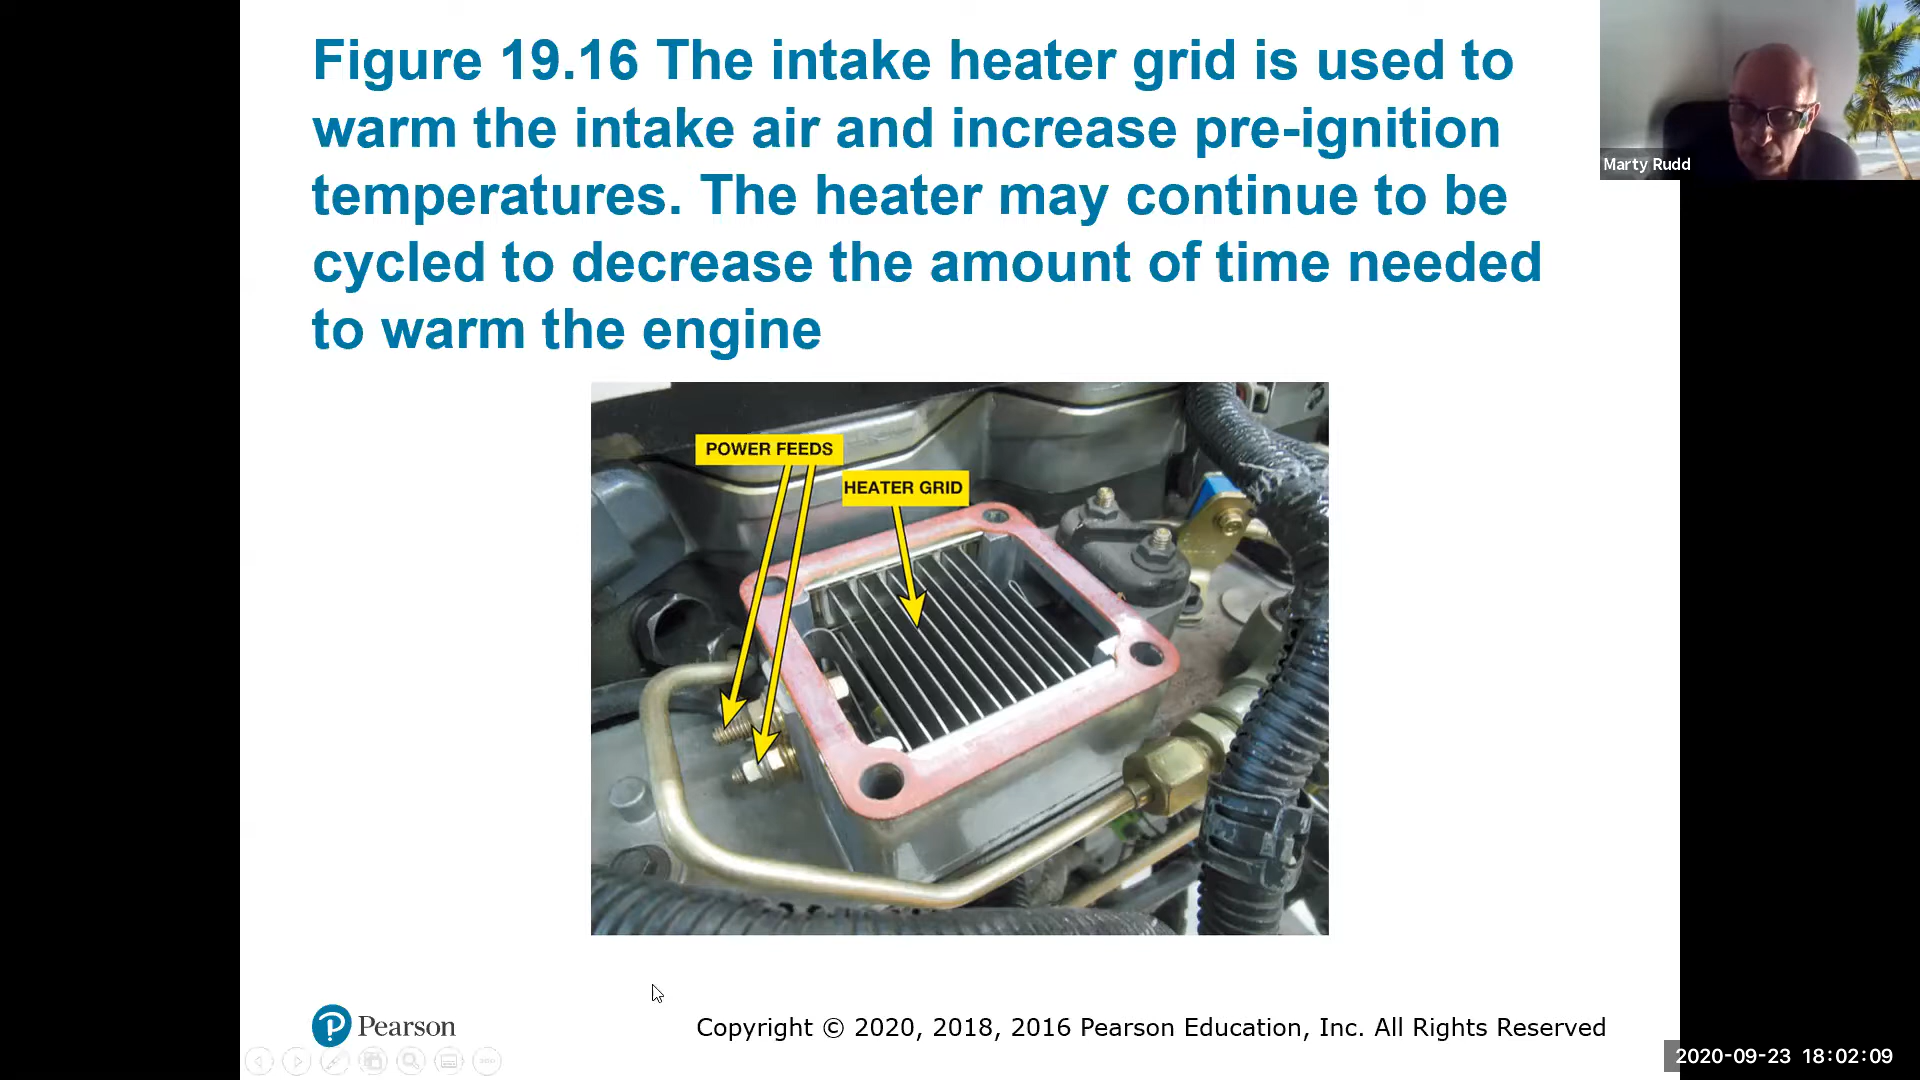 Figure 19.16 The intake heater grid is used to
warm the intake air and increase pre-ignition
temperatures. The heater may continue to be
cycled to decrease the amount of time needed
to warm the engine
Marty Rudd
POWER FEEDS
HEATER GRID
Pearson
Copyright © 2020, 2018, 2016 Pearson Education, Inc. All Rights Reserved
2020-09-23 18:02:09